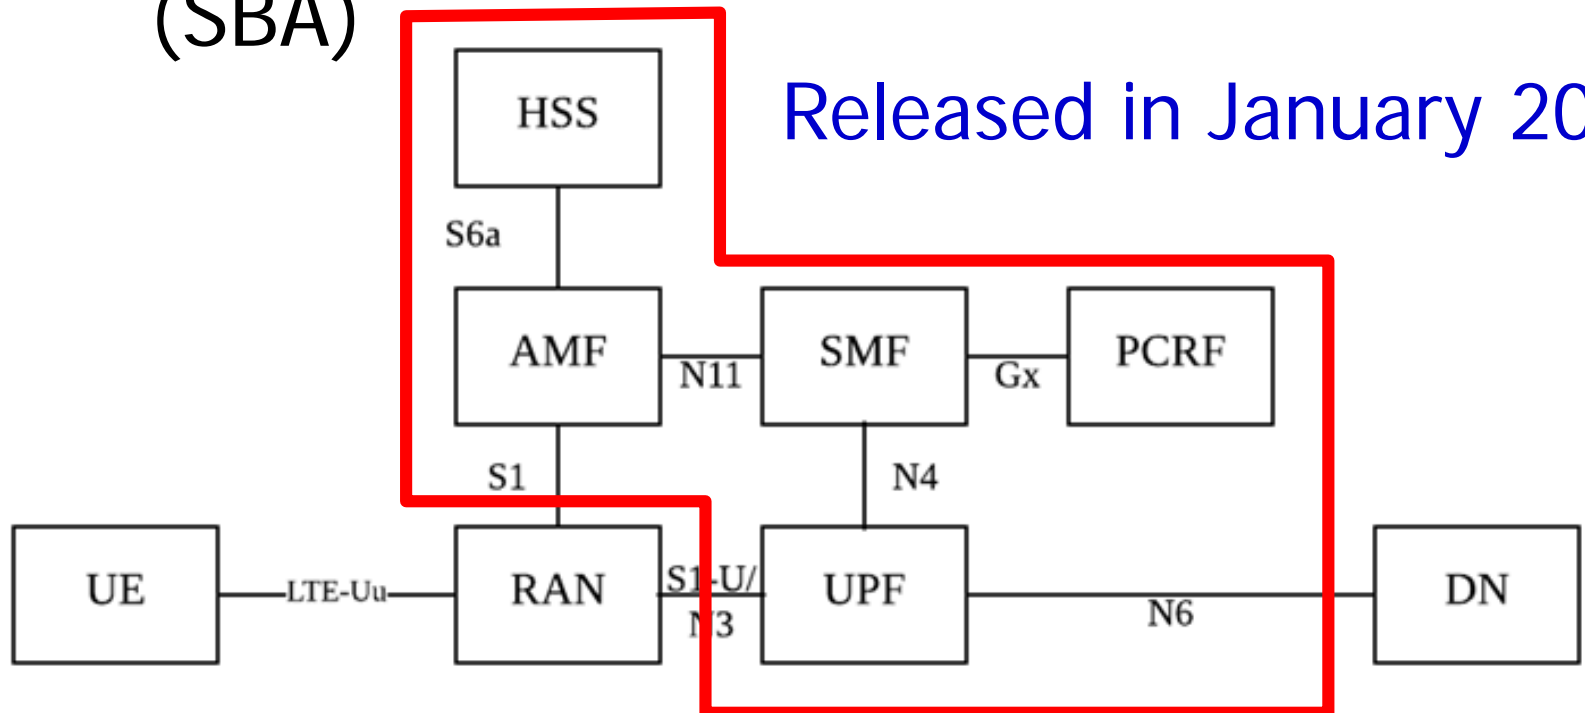 (SBA)
HSS
Released in January
S6a
AMF
N11
SMF
Gx
PCRF
S1
N4
UE
LTE-Uu
RAN
S1-U/
N3
UPF
N6
DN